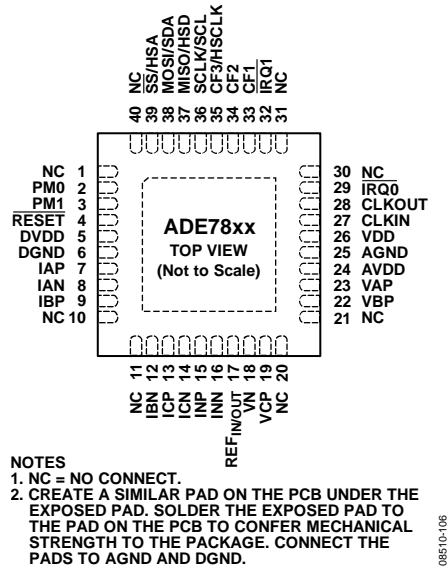 40 NC
39 SS/HSA
38 MOSI/SDA
37 MISO/HSD
36 SCLK/SCL
35 CF3/HSCLK
34 CF2
33 CF1
32 IRQ1
31 NC
NC 1
PM0 2
PM1 3
RESET 4
DVDD 5
DGND 6
IAP 7
IAN 8
IBP 9
NC 10
ADE78xx
TOP VIEW
(Not to Scale)
30 NC
29 IRQ0
28 CLKOUT
27 CLKIN
26 VDD
25 AGND
24 AVDD
23 VAP
22 VBP
21 NC
NC 11
IBN 12
ICP 13
ICN 14
INP 15
INN 16
REFIN/OUT 17
VN 18
VCP 19
NC 20
NOTES
1. NC = NO CONNECT.
2. CREATE A SIMILAR PAD ON THE PCB UNDER THE
EXPOSED PAD. SOLDER THE EXPOSED PAD TO
THE PAD ON THE PCB TO CONFER MECHANICAL
STRENGTH TO THE PACKAGE. CONNECT THE
PADS TO AGND AND DGND.
08510-106